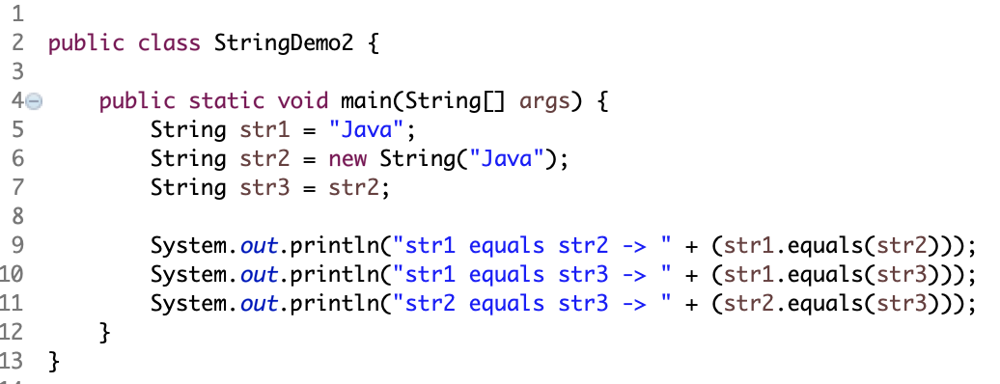 1
2 public class StringDemo2 {
3
4 public static void main(String[] args) {
5 String str1 = "Java";
6 String str2 = new String("Java");
7 String str3 = str2;
8
9 System.out.println("str1 equals str2 -> " + (str1.equals(str2)));
10 System.out.println("str1 equals str3 -> " + (str1.equals(str3)));
11 System.out.println("str2 equals str3 -> " + (str2.equals(str3)));
12 }
13 }